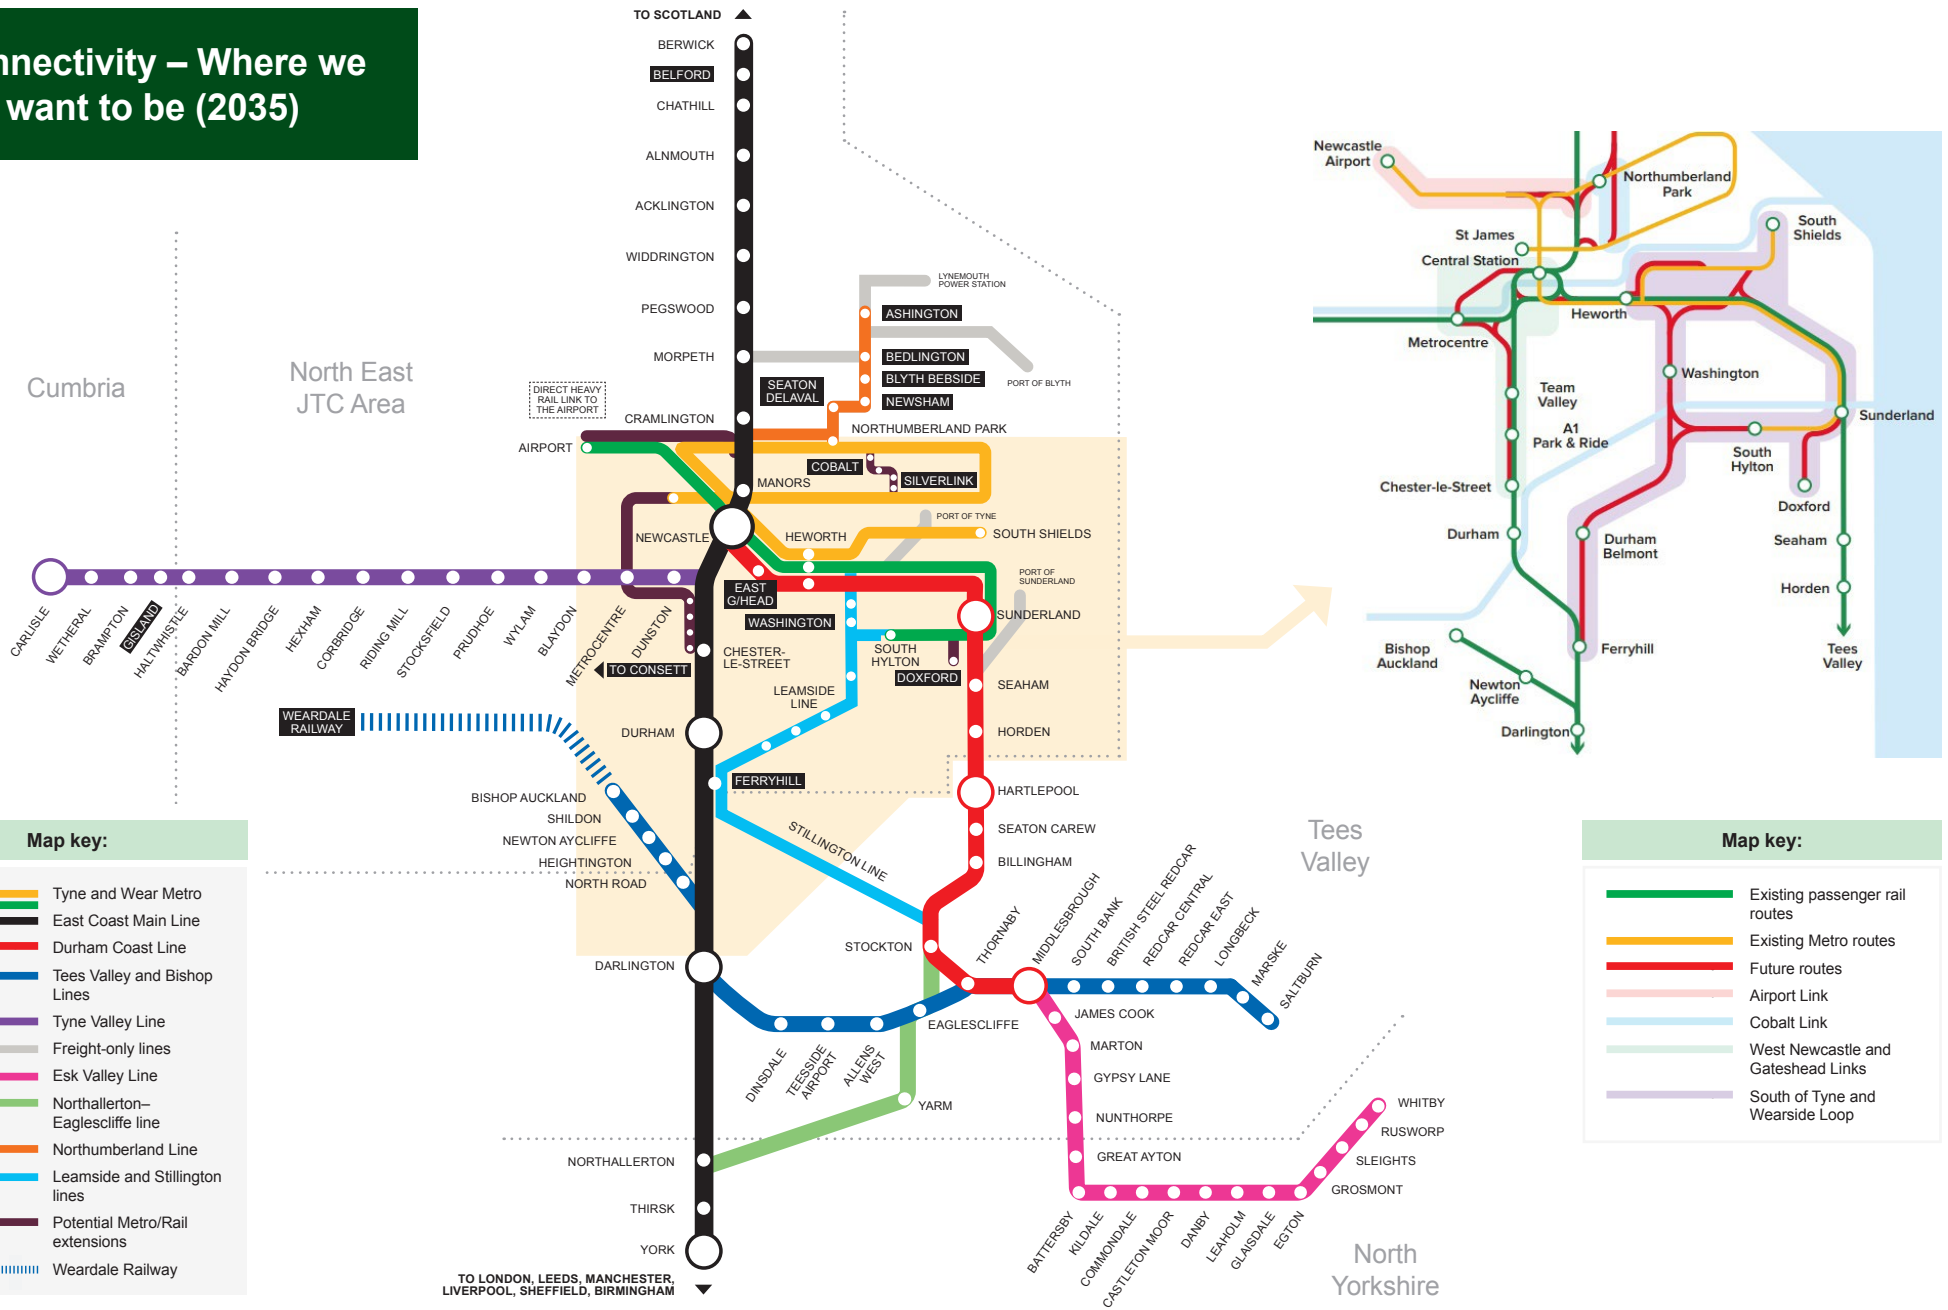 nnectivity – Where we
want to be (2035)
TO SCOTLAND
BERWICK
BELFORD
CHATHILL
ALNMOUTH
ACKLINGTON
WIDDRINGTON
PEGSWOOD
MORPETH
CRAMLINGTON
MANORS
NEWCASTLE
Cumbria
North East
JTC Area
DIRECT HEAVY
RAIL LINK TO
THE AIRPORT
AIRPORT
LYNEMOUTH
POWER STATION
ASHINGTON
BEDLINGTON
BLYTH BEBSIDE
NEWSHAM
SEATON
DELAVAL
PORT OF BLYTH
NORTHUMBERLAND PARK
COBALT
SILVERLINK
PORT OF TYNE
HEWORTH
SOUTH SHIELDS
EAST
G/HEAD
WASHINGTON
PORT OF
SUNDERLAND
SUNDERLAND
SOUTH
HYLTON
DOXFORD
CHESTER-
LE-STREET
TO CONSETT
LEAMSIDE
LINE
SEAHAM
HORDEN
DURHAM
FERRYHILL
HARTLEPOOL
SEATON CAREW
BILLINGHAM
STILLINGTON LINE
CARLISLE
WETHERAL
BRAMPTON
GISLAND
HALTWHISTLE
BARDON MILL
HAYDON BRIDGE
HEXHAM
CORBRIDGE
RIDING MILL
STOCKSFIELD
PRUDHOE
WYLAM
BLAYDON
METROCENTRE
DUNSTON
WEARDALE
RAILWAY
BISHOP AUCKLAND
SHILDON
NEWTON AYCLIFFE
HEIGHTINGTON
NORTH ROAD
DARLINGTON
STOCKTON
THORNABY
MIDDLESBROUGH
SOUTH BANK
BRITISH STEEL REDCAR
REDCAR CENTRAL
REDCAR EAST
LONGBECK
MARSKE
SALTBURN
DINSDALE
TEESSIDE
AIRPORT
ALLENS
WEST
EAGLESCLIFFE
YARM
JAMES COOK
MARTON
GYPSY LANE
NUNTHORPE
GREAT AYTON
BATTERSBY
KILDALE
COMMONDALE
CASTLETON MOOR
DANBY
LEAHOLM
GLAISDALE
EGTON
GROSMONT
SLEIGHTS
RUSWORP
WHITBY
NORTHALLERTON
THIRSK
YORK
TO LONDON, LEEDS, MANCHESTER,
LIVERPOOL, SHEFFIELD, BIRMINGHAM
Tees
Valley
North
Yorkshire
Map key:
Tyne and Wear Metro
East Coast Main Line
Durham Coast Line
Tees Valley and Bishop
Lines
Tyne Valley Line
Freight-only lines
Esk Valley Line
Northallerton–
Eaglescliffe line
Northumberland Line
Leamside and Stillington
lines
Potential Metro/Rail
extensions
Weardale Railway
Newcastle
Airport
Northumberland
Park
St James
Central Station
South
Shields
Heworth
Metrocentre
Washington
Team
Valley
A1
Park & Ride
Sunderland
South
Hylton
Chester-le-Street
Doxford
Durham
Durham
Belmont
Seaham
Horden
Bishop
Auckland
Ferryhill
Tees
Valley
Newton
Aycliffe
Darlington
Map key:
Existing passenger rail
routes
Existing Metro routes
Future routes
Airport Link
Cobalt Link
West Newcastle and
Gateshead Links
South of Tyne and
Wearside Loop